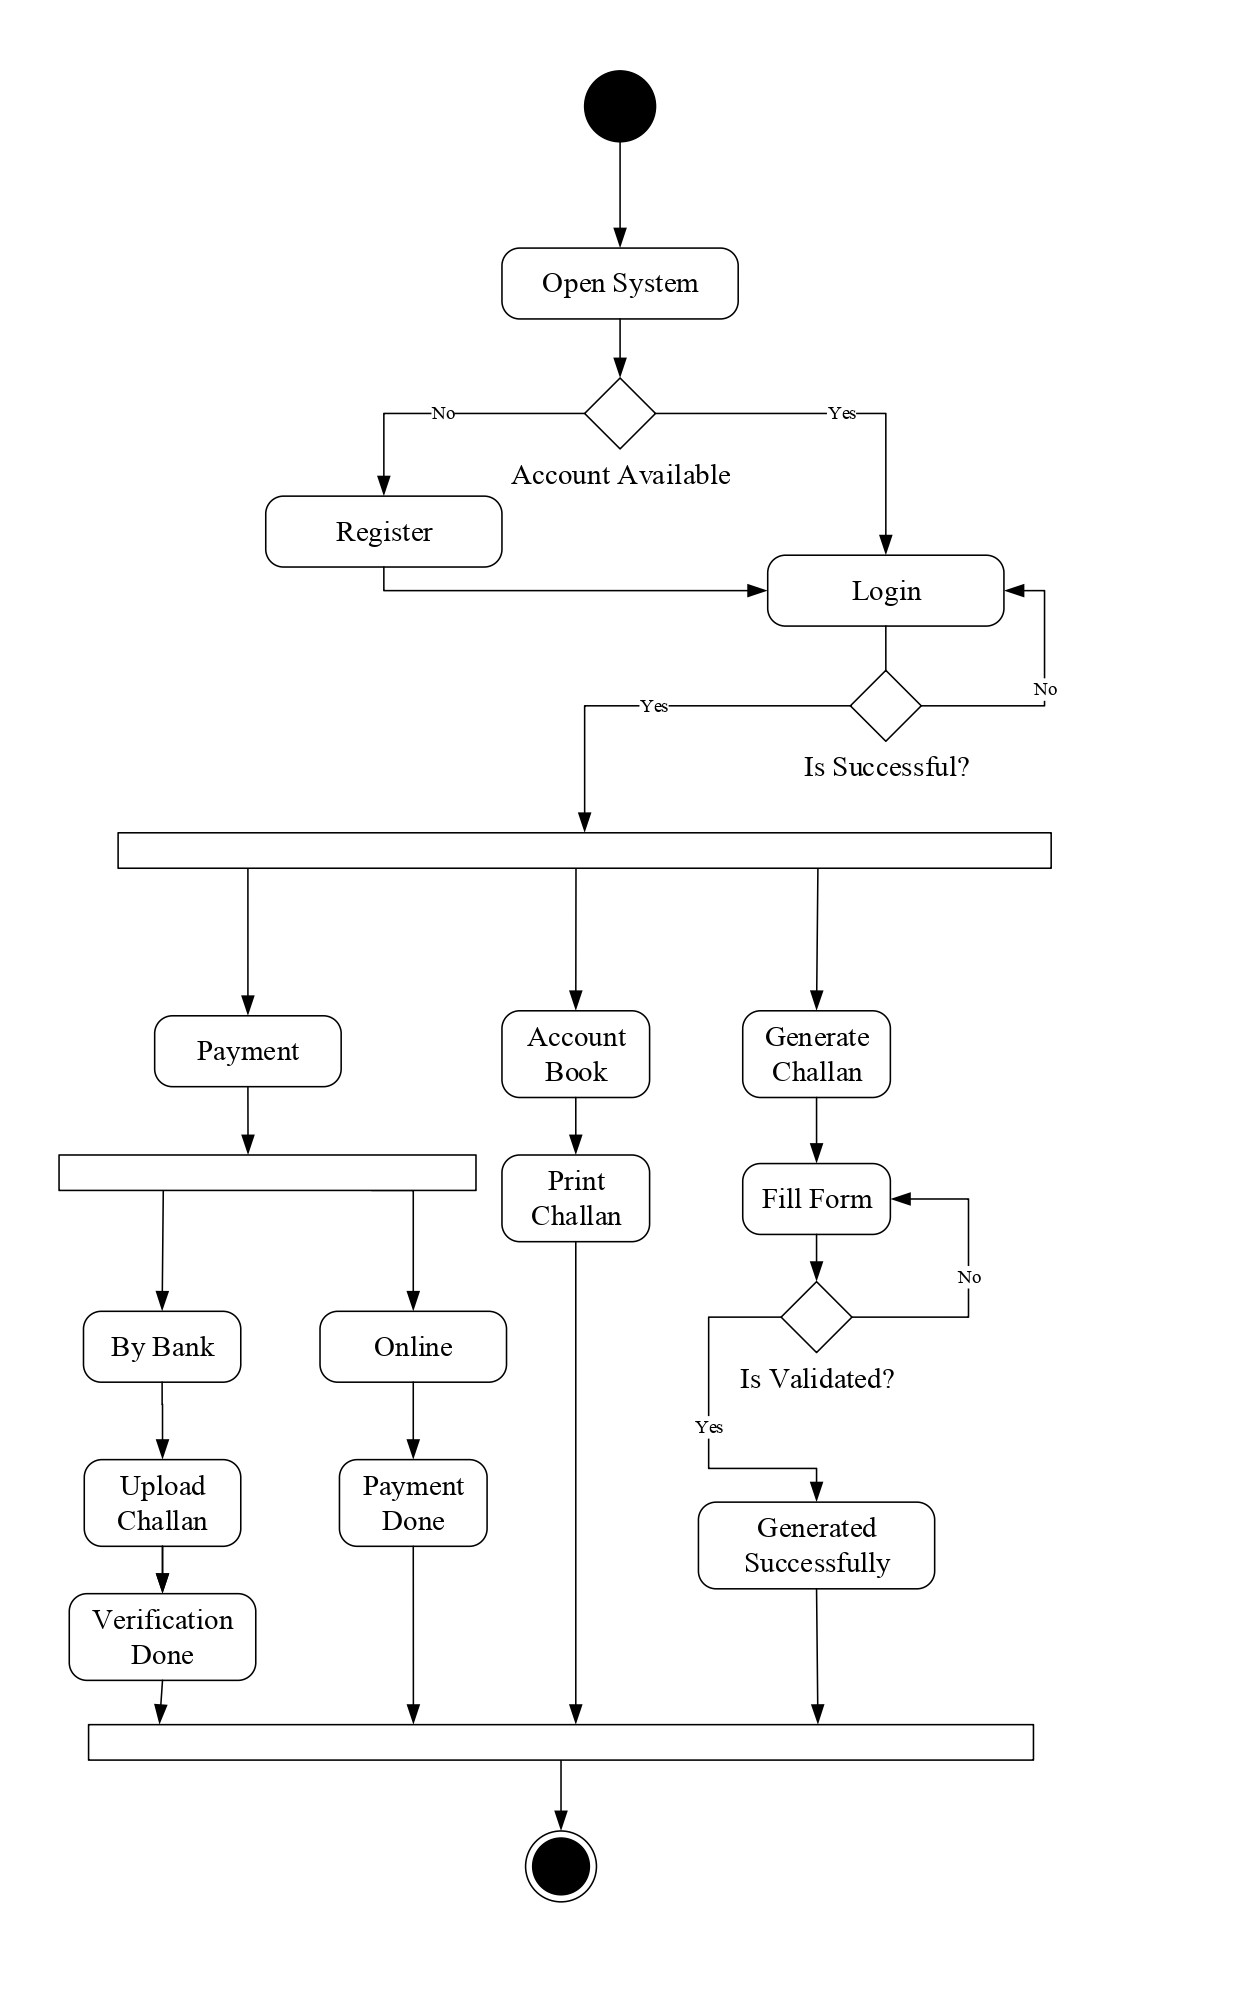 Open System
No
Yes
Account Available
Register
Login
No
Yes
Is Successful?
Payment
Account
Book
Generate
Challan
Print
Challan
Fill Form
No
By Bank
Online
Is Validated?
Yes
Upload
Challan
Payment
Done
Generated
Successfully
Verification
Done